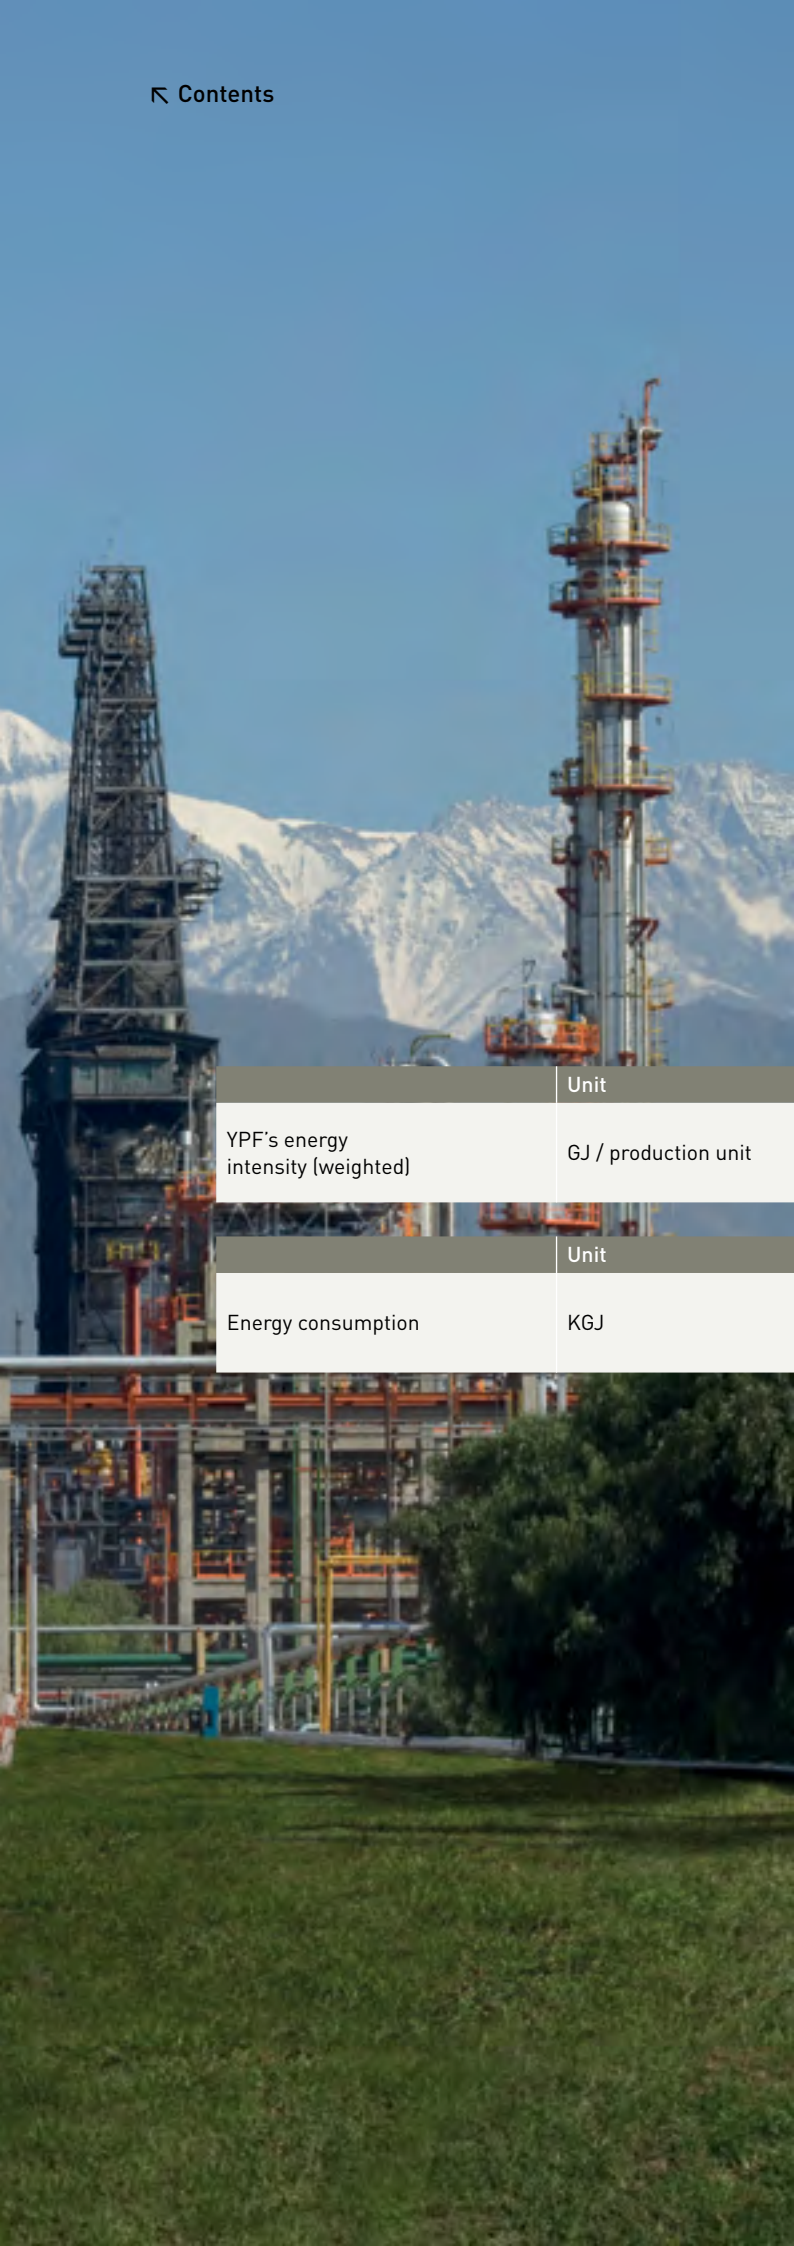 Contents
Unit
YPF's energy
intensity (weighted)
GJ / production unit
Unit
Energy consumption
KGJ